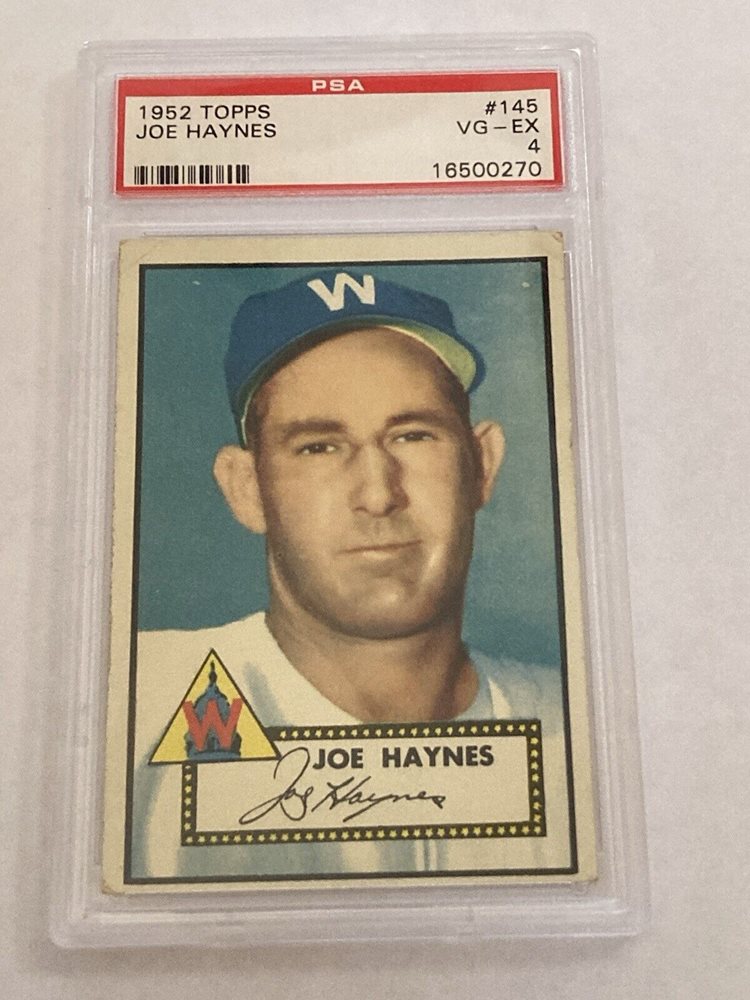 PSA
1952 TOPPS #145
JOE HAYNES VG-EX
4
16500270
W
W
JOE HAYNES
Joe Haynes